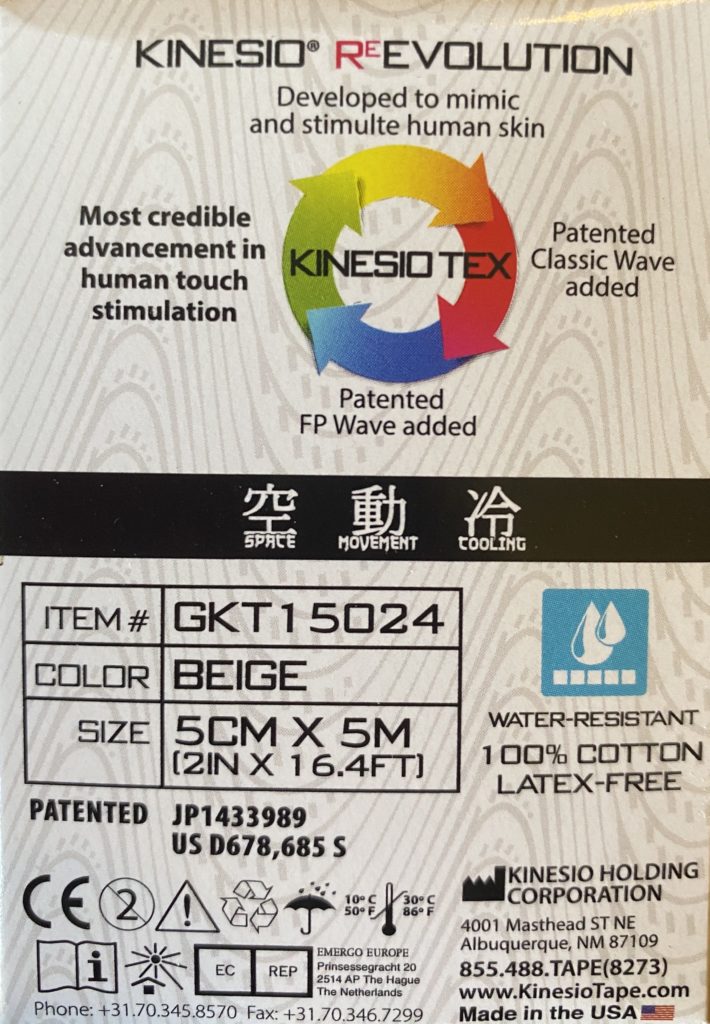 KINESIO® REEVOLUTION
Developed to mimic
and stimulte human skin
Most credible
advancement in
human touch
stimulation
KINESIO TEX
Patented
Classic Wave
added
Patented
FP Wave added
空 動 冷
SPACE MOVEMENT COOLING
ITEM # GKT15024
COLOR BEIGE
SIZE 5CM X 5M
(2IN X 16.4FT)
WATER-RESISTANT
100% COTTON
LATEX-FREE
PATENTED JP1433989
US D678,685 S
CE 2 ! 10°C 30°C
50°F 86°F
KINESIO HOLDING
CORPORATION
4001 Masthead ST NE
Albuquerque, NM 87109
855.488.TAPE(8273)
www.KinesioTape.com
Made in the USA
i EC REP
EMERGO EUROPE
Prinsessegracht 20
2514 AP The Hague
The Netherlands
Phone: +31.70.345.8570 Fax: +31.70.346.7299